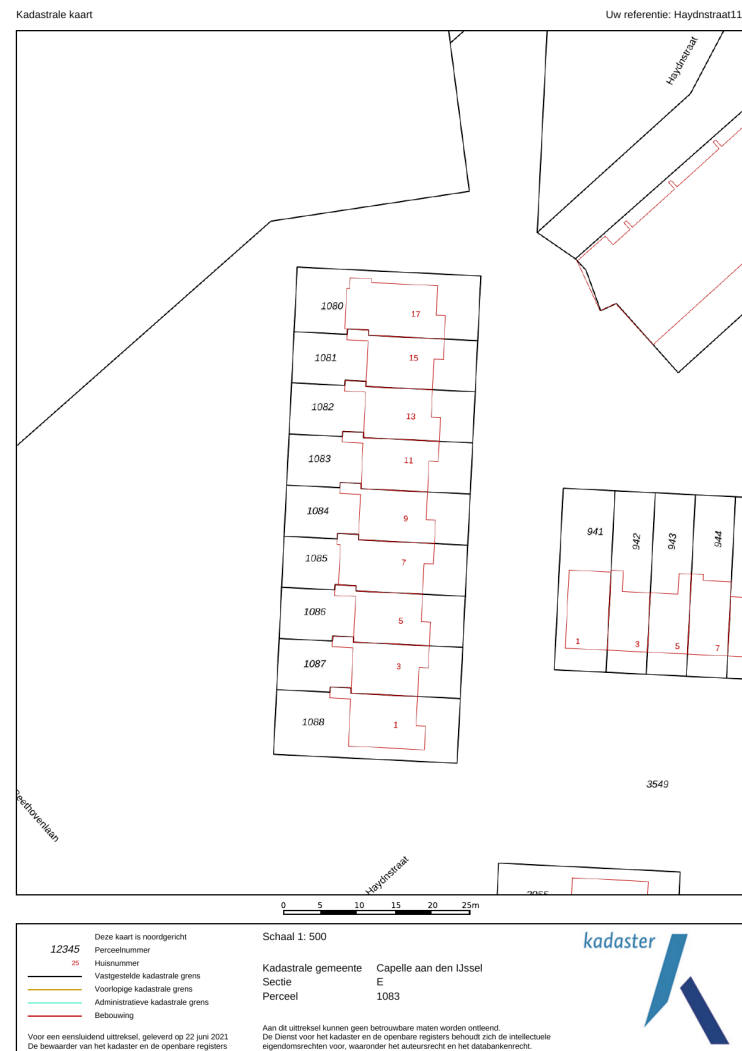 Kadastrale kaart
Uw referentie: Haydnstraat11
Haydnstraat
1080
17
1081
15
1082
13
1083
11
1084
9
1085
7
1086
5
1087
3
1088
1
941
942
943
944
1
3
5
7
3549
Beethovenlaan
Haydnstraat
0 5 10 15 20 25m
Deze kaart is noordgericht
12345 Perceelnummer
25 Huisnummer
Vastgestelde kadastrale grens
Voorlopige kadastrale grens
Administratieve kadastrale grens
Bebouwing
Voor een eensluidend uittreksel, geleverd op 22 juni 2021
De bewaarder van het kadaster en de openbare registers
Schaal 1: 500
Kadastrale gemeente Capelle aan den IJssel
Sectie E
Perceel 1083
Aan dit uittreksel kunnen geen betrouwbare maten worden ontleend.
De Dienst voor het kadaster en de openbare registers behoudt zich de intellectuele
eigendomsrechten voor, waaronder het auteursrecht en het databankenrecht.
kadaster